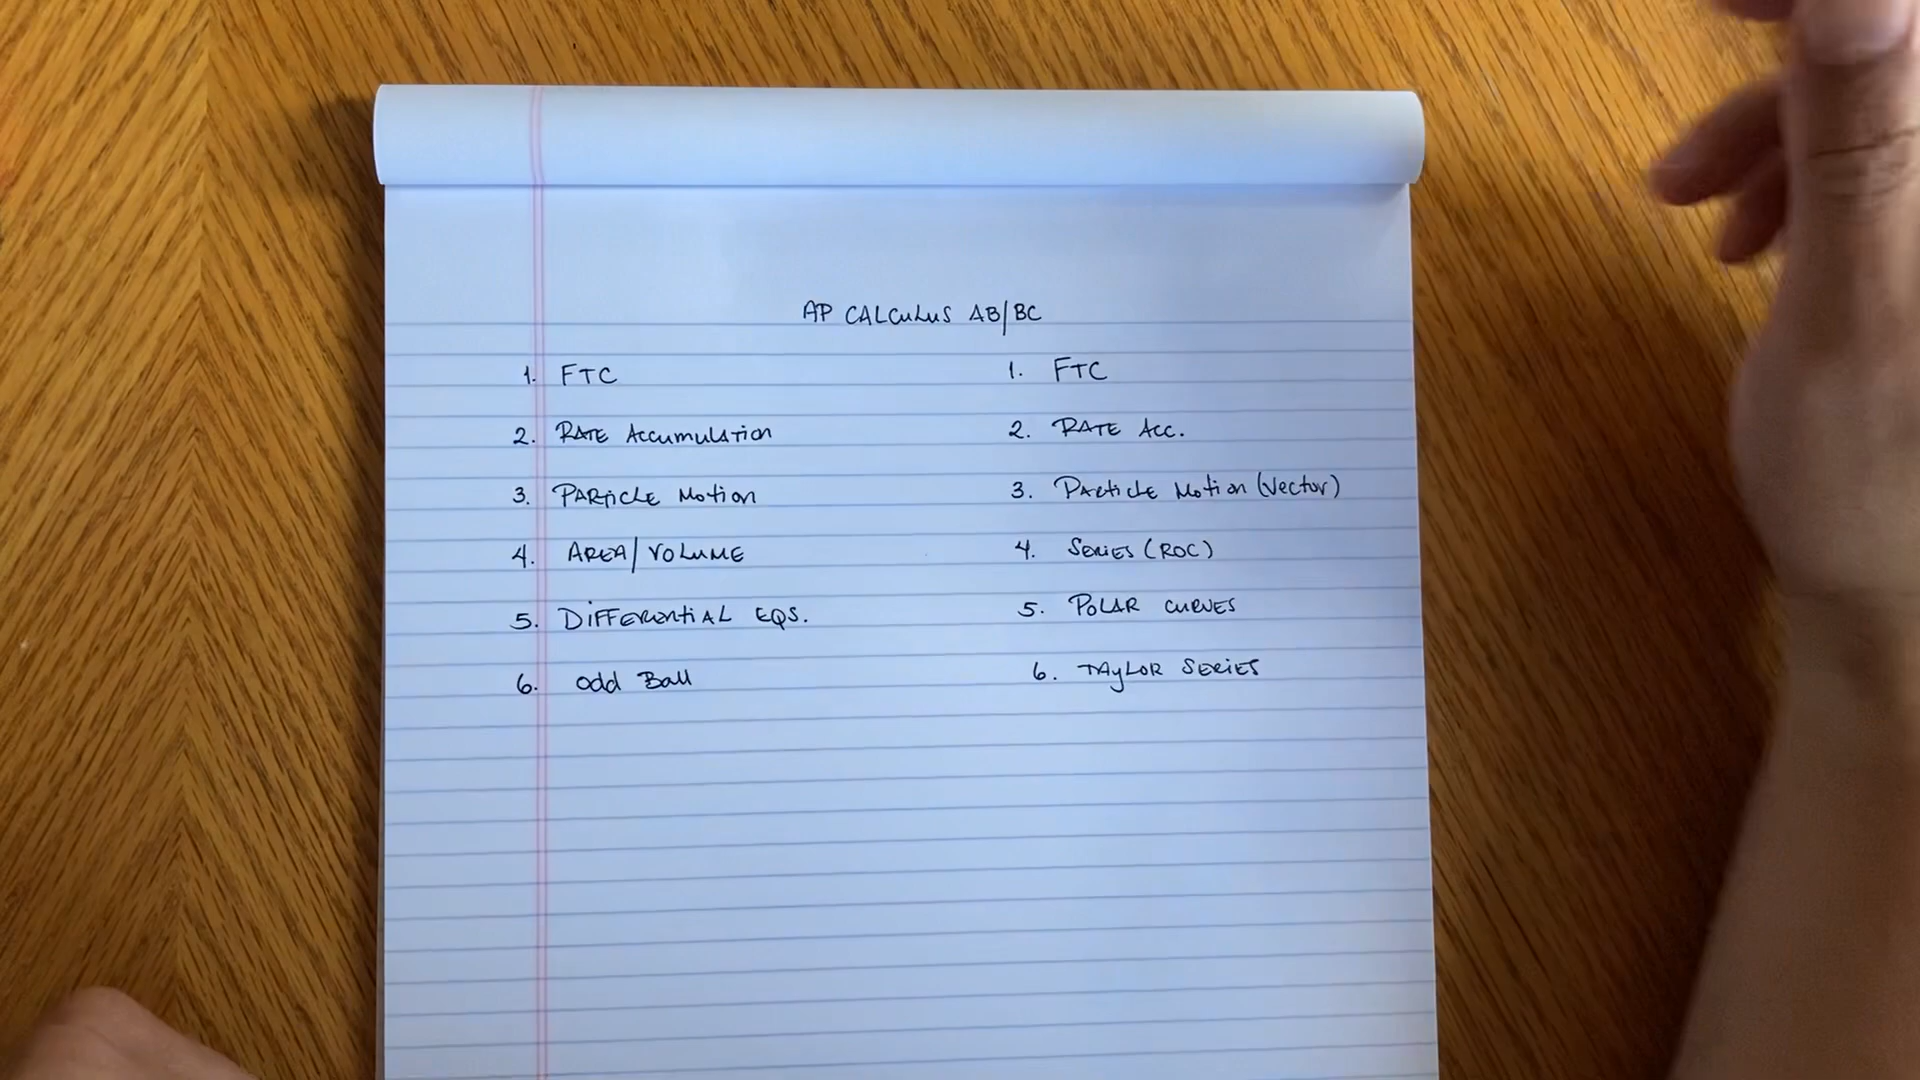 AP CALCULUS AB/BC
1. FTC
2. RATE Accumulation
3. PARTICLE Motion
4. AREA/VOLUME
5. DIFFERENTIAL EQS.
6. Odd Ball
1. FTC
2. RATE Acc.
3. Particle Motion (Vector)
4. SERIES (ROC)
5. POLAR CURVES
6. TAYLOR SERIES